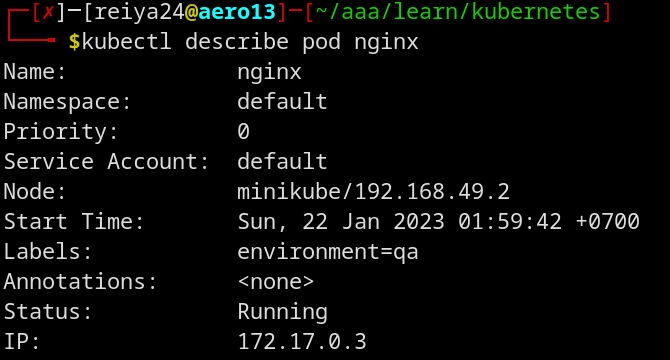 ┌─[✗]─[reiya24@aero13]─[~/aaa/learn/kubernetes]
└──╼ $kubectl describe pod nginx
Name:             nginx
Namespace:        default
Priority:         0
Service Account:  default
Node:             minikube/192.168.49.2
Start Time:       Sun, 22 Jan 2023 01:59:42 +0700
Labels:           environment=qa
Annotations:      <none>
Status:           Running
IP:               172.17.0.3